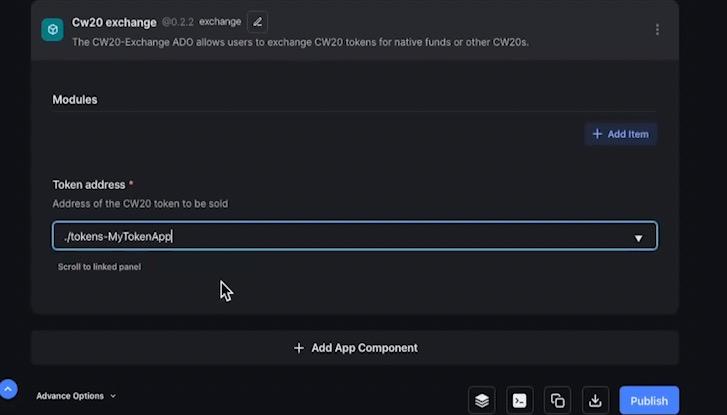 Cw20 exchange @0.2.2 exchange
The CW20-Exchange ADO allows users to exchange CW20 tokens for native funds or other CW20s.
Modules
+ Add Item
Token address *
Address of the CW20 token to be sold
./tokens-MyTokenApp
Scroll to linked panel
+ Add App Component
Advance Options
Publish